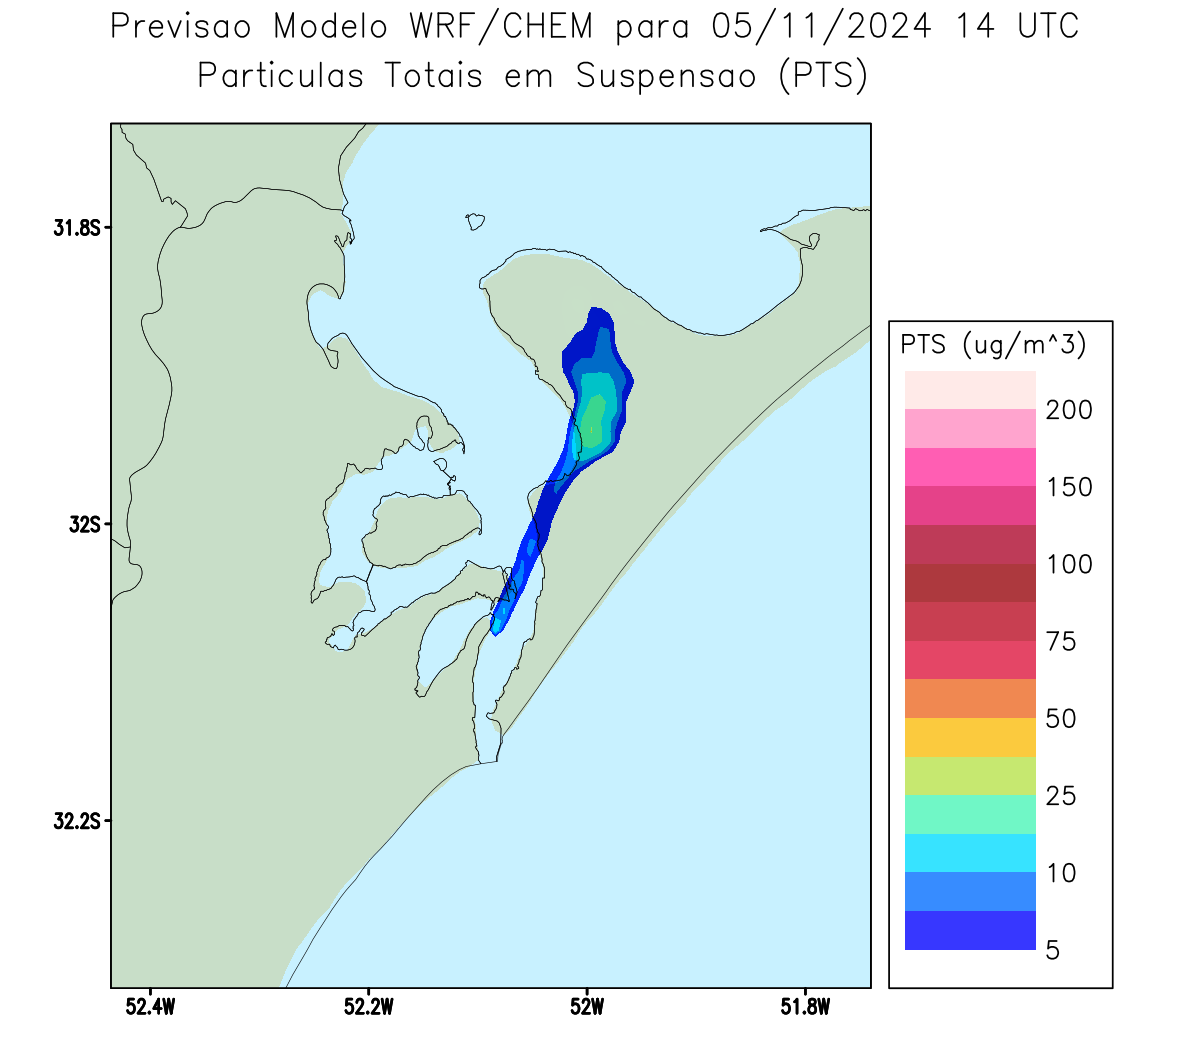 Previsao Modelo WRF/CHEM para 05/11/2024 14 UTC
Particulas Totais em Suspensao (PTS)
31.8S
32S
32.2S
52.4W
52.2W
52W
51.8W
PTS (ug/m^3)
200
150
100
75
50
25
10
5